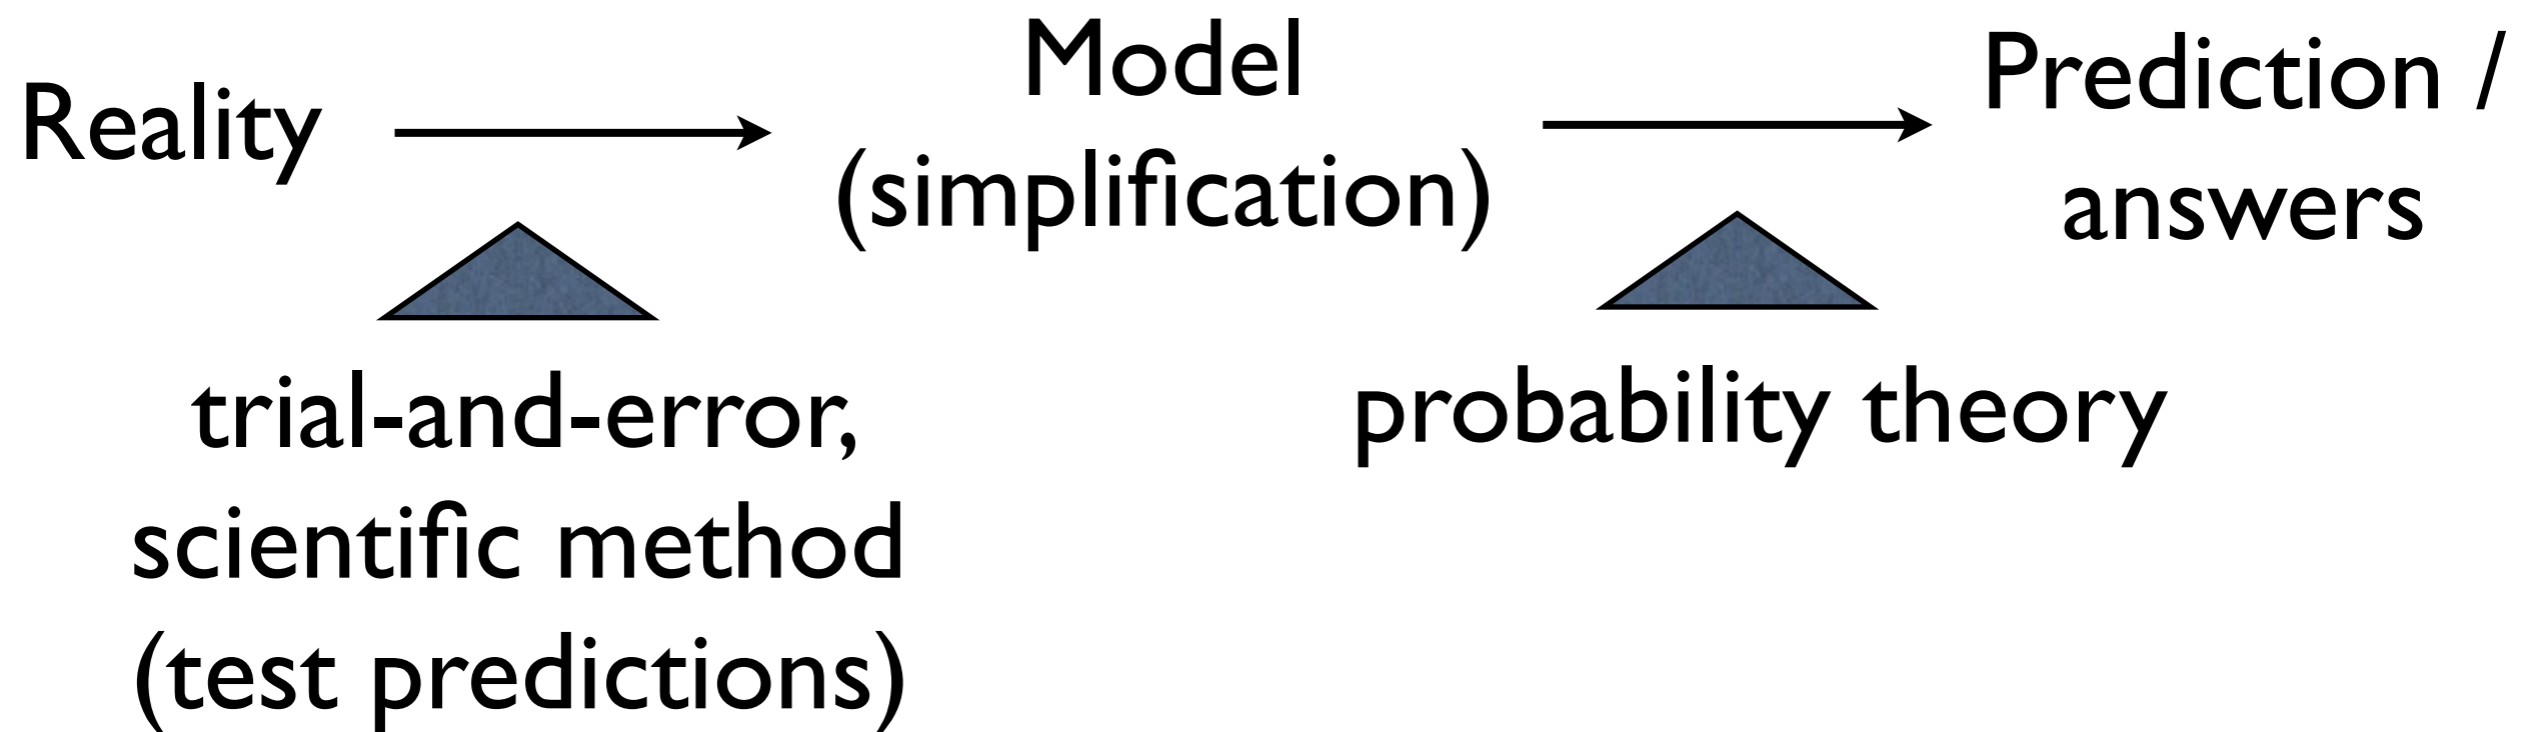 Reality
Model
(simplification)
Prediction /
answers
trial-and-error,
scientific method
(test predictions)
probability theory